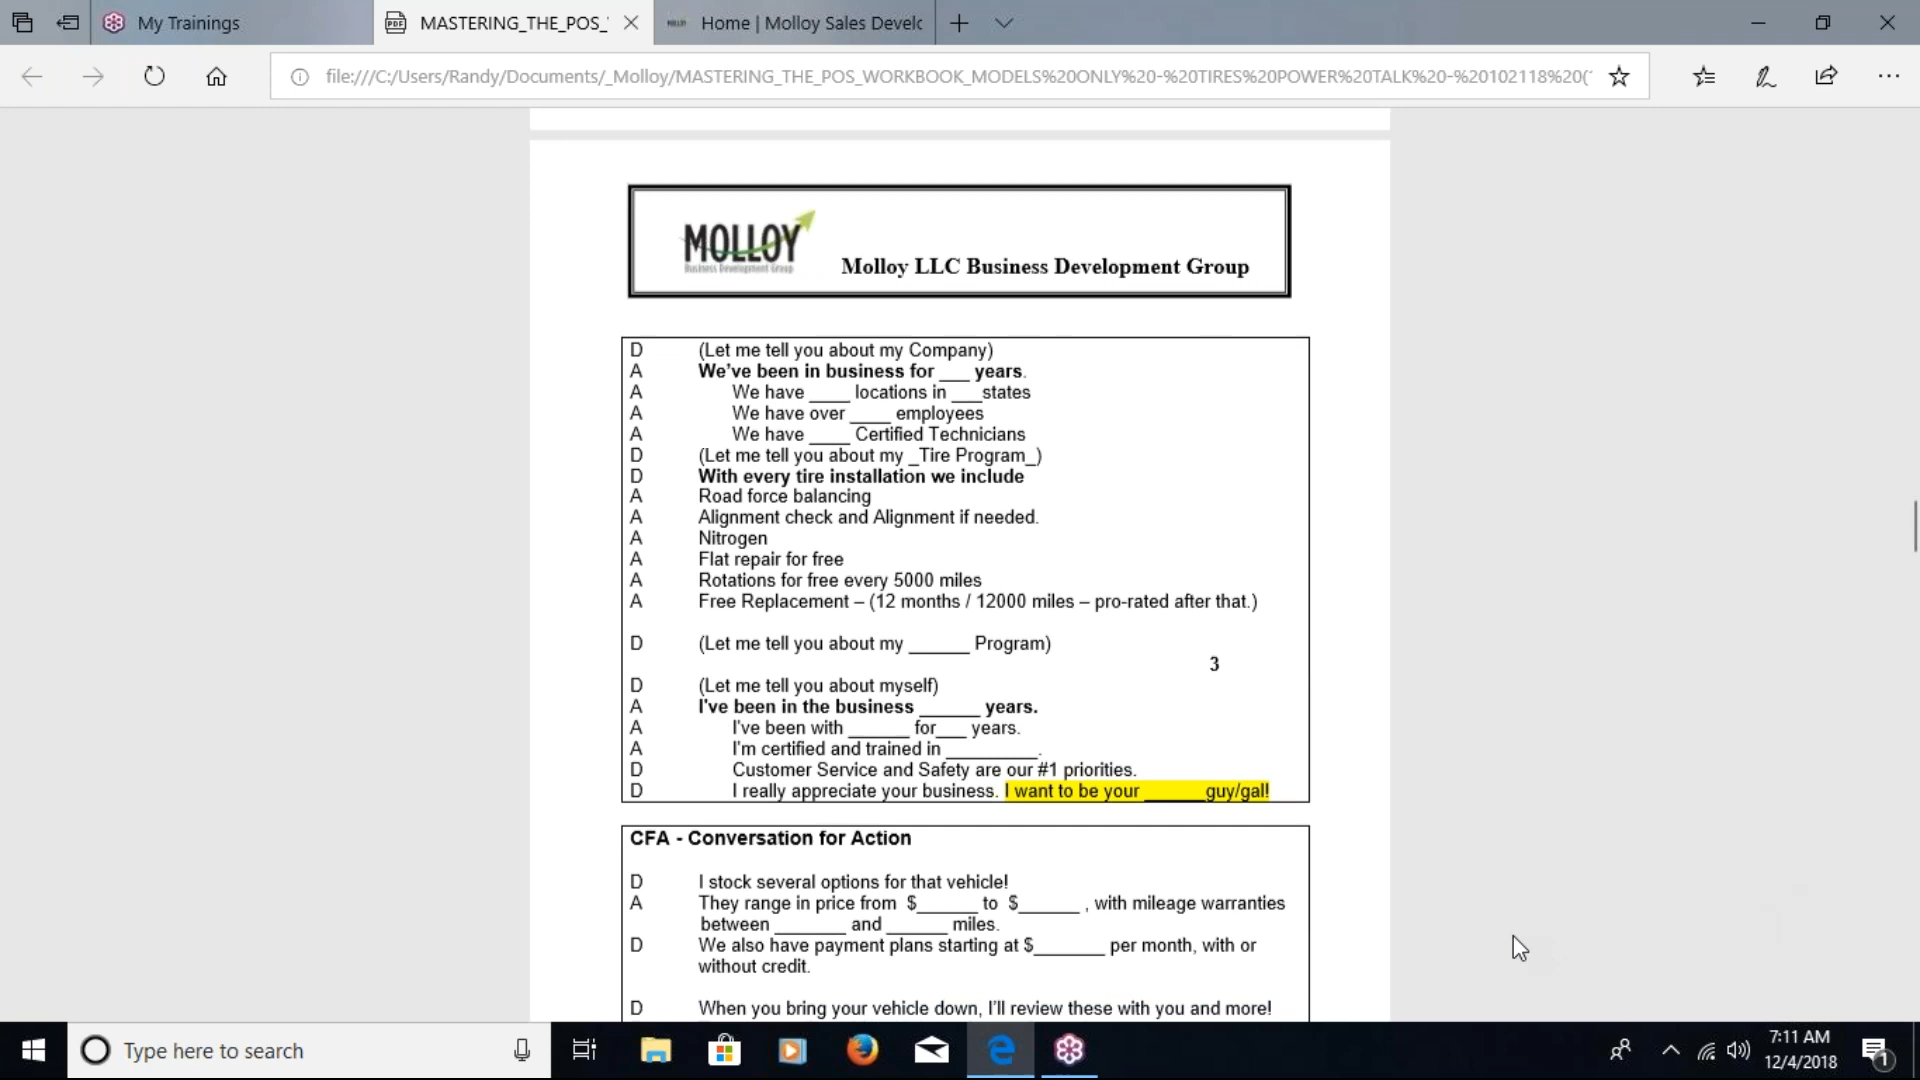 My Trainings
MASTERING_THE_POS_
Home | Molloy Sales Develc
file:///C:/Users/Randy/Documents/_Molloy/MASTERING_THE_POS_WORKBOOK_MODELS%20ONLY%20-%20TIRES%20POWER%20TALK%20-%20102118%20(
MOLLOY
Business Development Group
Molloy LLC Business Development Group
D (Let me tell you about my Company)
A We've been in business for ___ years.
A We have ____ locations in ___states
A We have over ____ employees
A We have ____ Certified Technicians
D (Let me tell you about my _Tire Program_)
D With every tire installation we include
A Road force balancing
A Alignment check and Alignment if needed.
A Nitrogen
A Flat repair for free
A Rotations for free every 5000 miles
A Free Replacement – (12 months / 12000 miles – pro-rated after that.)
D (Let me tell you about my ______ Program)
3
D (Let me tell you about myself)
A I've been in the business ______ years.
A I've been with ______ for___ years.
A I'm certified and trained in _________.
D Customer Service and Safety are our #1 priorities.
D I really appreciate your business. I want to be your ______guy/gal!
CFA - Conversation for Action
D I stock several options for that vehicle!
A They range in price from $______ to $______ , with mileage warranties
between _______ and ______ miles.
D We also have payment plans starting at $_______ per month, with or
without credit.
D When you bring your vehicle down, I'll review these with you and more!
Type here to search
7:11 AM
12/4/2018
1